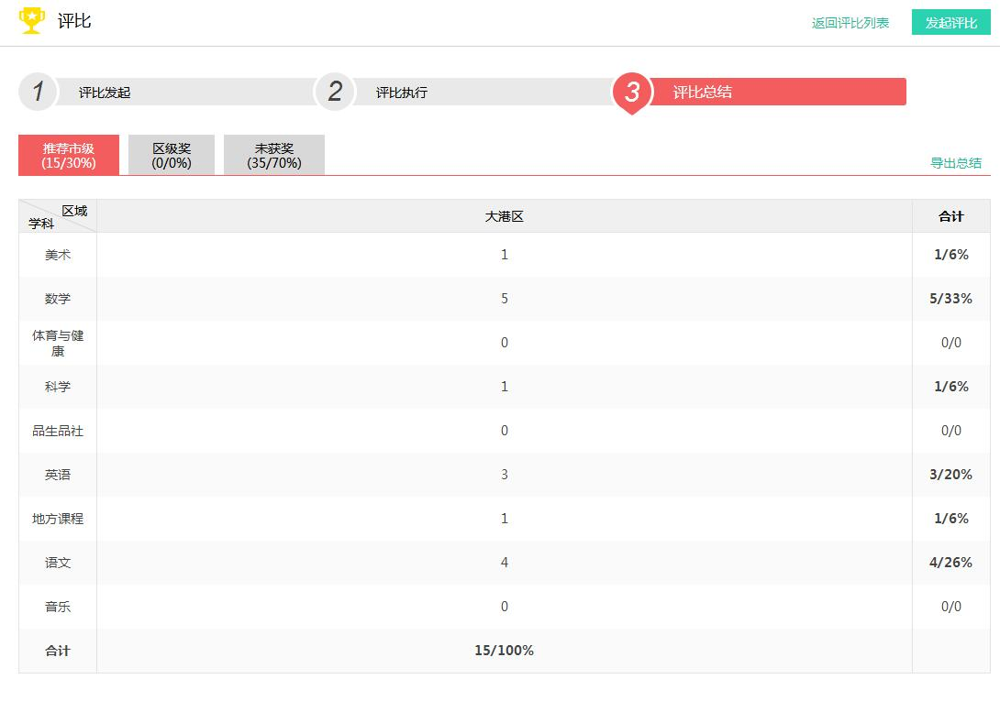 评比
返回评比列表
发起评比
1 评比发起
2 评比执行
3 评比总结
推荐市级
(15/30%)
区级奖
(0/0%)
未获奖
(35/70%)
导出总结
区域
学科
大港区
合计
美术 1 1/6%
数学 5 5/33%
体育与健
康
0 0/0
科学 1 1/6%
品生品社 0 0/0
英语 3 3/20%
地方课程 1 1/6%
语文 4 4/26%
音乐 0 0/0
合计 15/100%